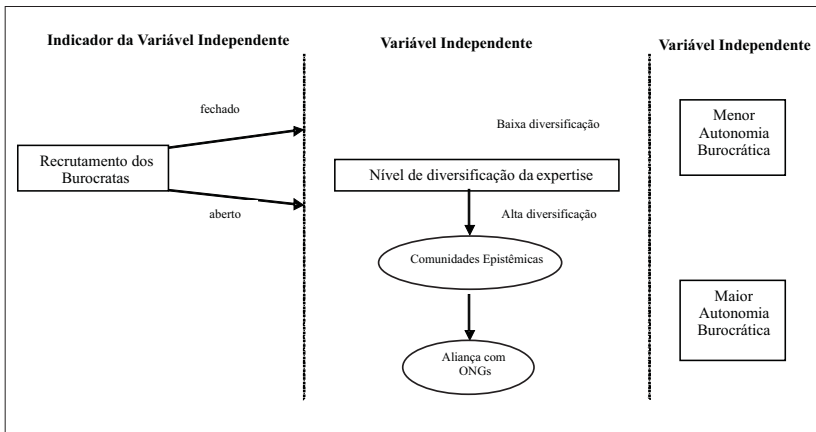 Indicador da Variável Independente
Variável Independente
Variável Independente
fechado
Recrutamento dos
Burocratas
aberto
Baixa diversificação
Nível de diversificação da expertise
Alta diversificação
Comunidades Epistêmicas
Aliança com
ONGs
Menor
Autonomia
Burocrática
Maior
Autonomia
Burocrática